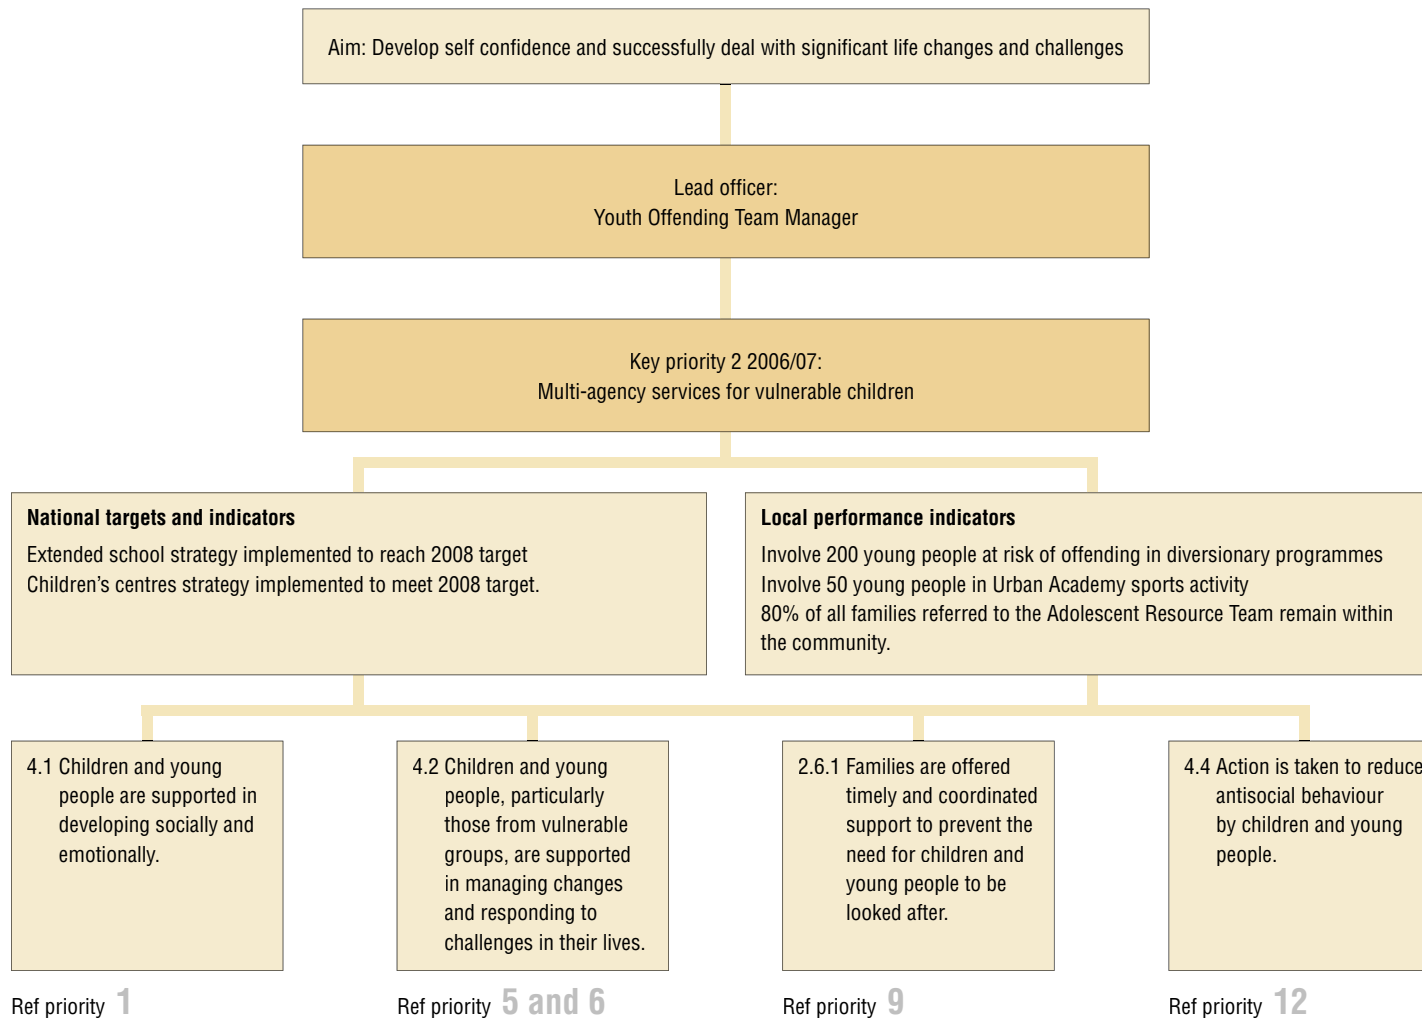 Aim: Develop self confidence and successfully deal with significant life changes and challenges
Lead officer:
Youth Offending Team Manager
Key priority 2 2006/07:
Multi-agency services for vulnerable children
National targets and indicators
Extended school strategy implemented to reach 2008 target
Children’s centres strategy implemented to meet 2008 target.
Local performance indicators
Involve 200 young people at risk of offending in diversionary programmes
Involve 50 young people in Urban Academy sports activity
80% of all families referred to the Adolescent Resource Team remain within
the community.
4.1 Children and young
people are supported in
developing socially and
emotionally.
Ref priority 1
4.2 Children and young
people, particularly
those from vulnerable
groups, are supported
in managing changes
and responding to
challenges in their lives.
Ref priority 5 and 6
2.6.1 Families are offered
timely and coordinated
support to prevent the
need for children and
young people to be
looked after.
Ref priority 9
4.4 Action is taken to reduce
antisocial behaviour
by children and young
people.
Ref priority 12